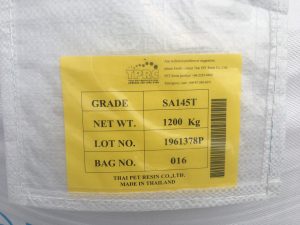 TPRC
GRADE SA145T
NET WT. 1200 Kg
LOT NO. 1961378P
BAG NO. 016
THAI PET RESIN CO.,LTD.
MADE IN THAILAND